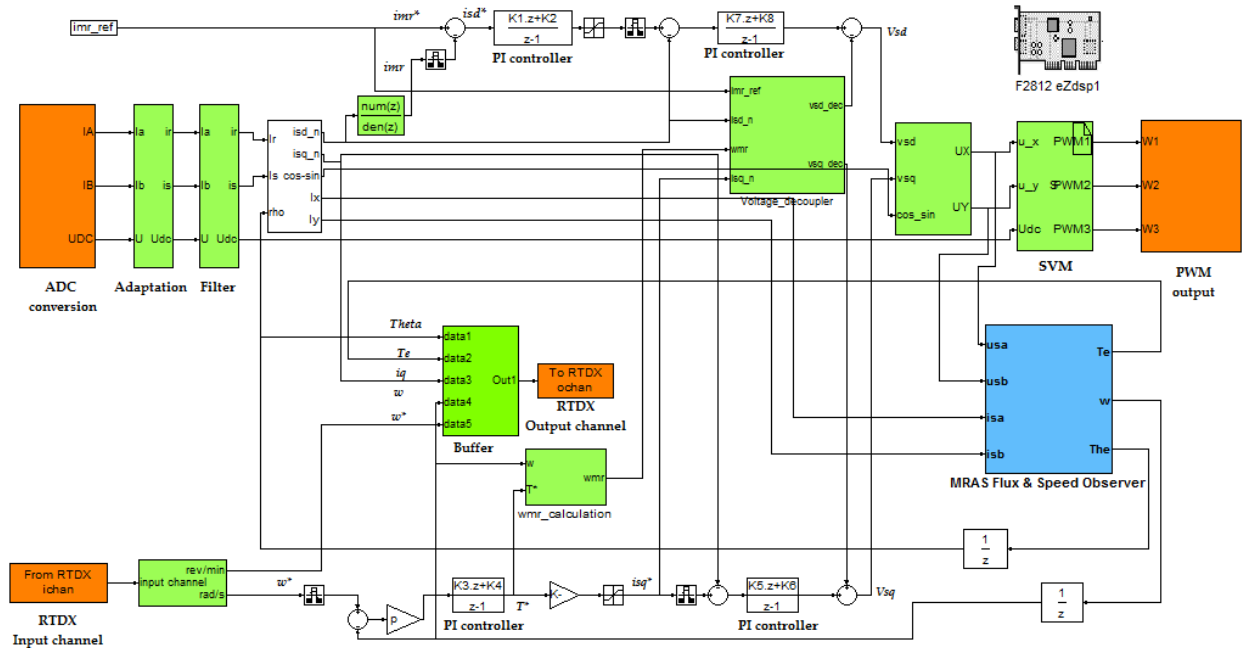 imr_ref
imr*
isd*
K1.z+K2
z-1
PI controller
K7.z+K8
z-1
PI controller
Vsd
F2812 eZdsp1
imr
num(z)
den(z)
Imr_ref
vsd_dec
Isd_n
wmr
vsq_dec
Isq_n
Voltage_decoupler
IA
IB
UDC
ADC
conversion
Ia
ir
Ib
is
U
Udc
Adaptation
Ia
ir
Ib
is
U
Udc
Filter
Ir
isd_n
isq_n
Is
cos-sin
Ix
rho
Iy
vsd
UX
vsq
UY
cos_sin
u_x
PWM1
u_y
S
PWM2
Udc
PWM3
SVM
W1
W2
W3
PWM
output
Theta
Te
iq
w
w*
data1
data2
data3
Out1
data4
data5
Buffer
To RTDX
ochan
RTDX
Output channel
usa
Te
usb
w
isa
The
isb
MRAS Flux & Speed Observer
w
wmr
T*
wmr_calculation
1
z
From RTDX
ichan
RTDX
Input channel
rev/min
input channel
rad/s
w*
p
K3.z+K4
z-1
PI controller
T*
K-
isq*
K5.z+K6
z-1
PI controller
Vsq
1
z